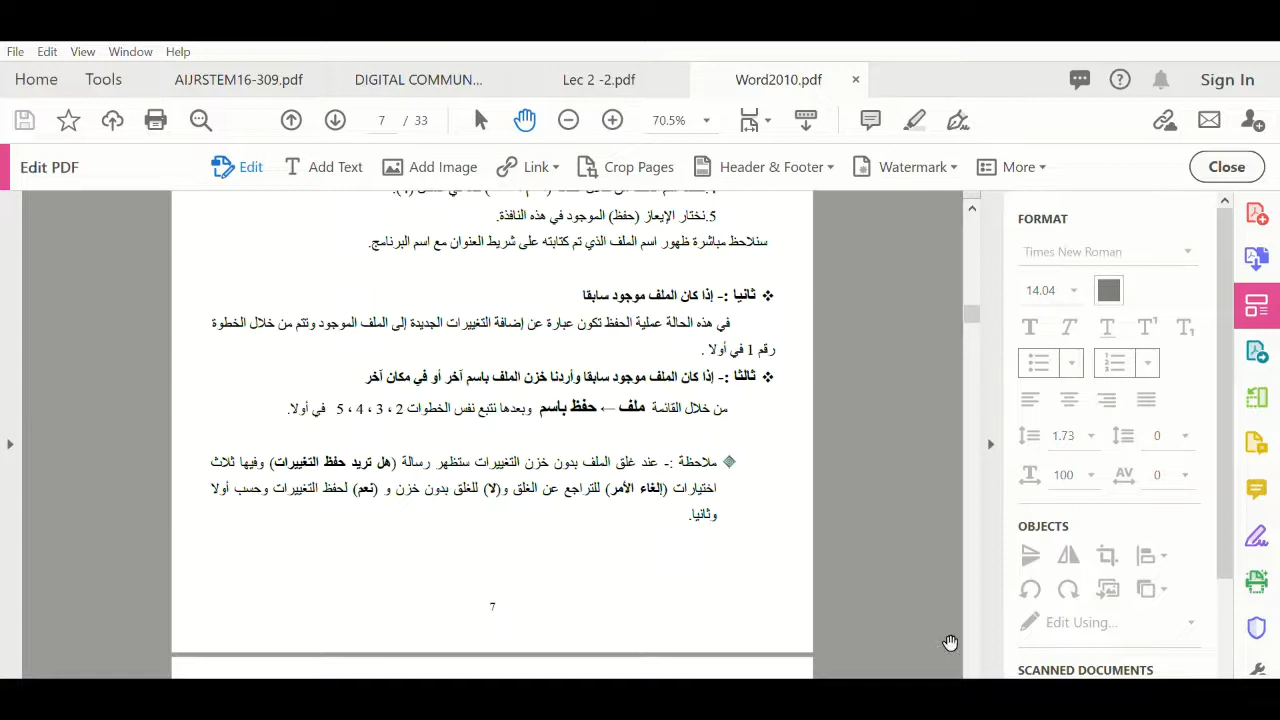 File Edit View Window Help
Home Tools AIJRSTEM16-309.pdf DIGITAL COMMUN... Lec 2 -2.pdf Word2010.pdf × Sign In
7 / 33 70.5%
Edit PDF Edit Add Text Add Image Link Crop Pages Header & Footer Watermark More Close
5.نختار الإيعاز (حفظ) الموجود في هذه النافذة.
سنلاحظ مباشرة ظهور اسم الملف الذي تم كتابته على شريط العنوان مع اسم البرنامج.
❖ ثانيا :- إذا كان الملف موجود سابقا
في هذه الحالة عملية الحفظ تكون عبارة عن إضافة التغييرات الجديدة إلى الملف الموجود وتتم من خلال الخطوة
رقم 1 في أولا .
❖ ثالثا :- إذا كان الملف موجود سابقا وأردنا خزن الملف باسم آخر أو في مكان آخر
من خلال القائمة ملف ← حفظ باسم وبعدها نتبع نفس الخطوات 2 ، 3 ، 4 ، 5 في أولا.
ملاحظة :- عند غلق الملف بدون خزن التغييرات ستظهر رسالة (هل تريد حفظ التغييرات) وفيها ثلاث
اختيارات (إلغاء الأمر) للتراجع عن الغلق و(لا) للغلق بدون خزن و (نعم) لحفظ التغييرات وحسب أولا
وثانيا.
7
FORMAT
Times New Roman
14.04
1.73 0
100 AV 0
OBJECTS
Edit Using...
SCANNED DOCUMENTS